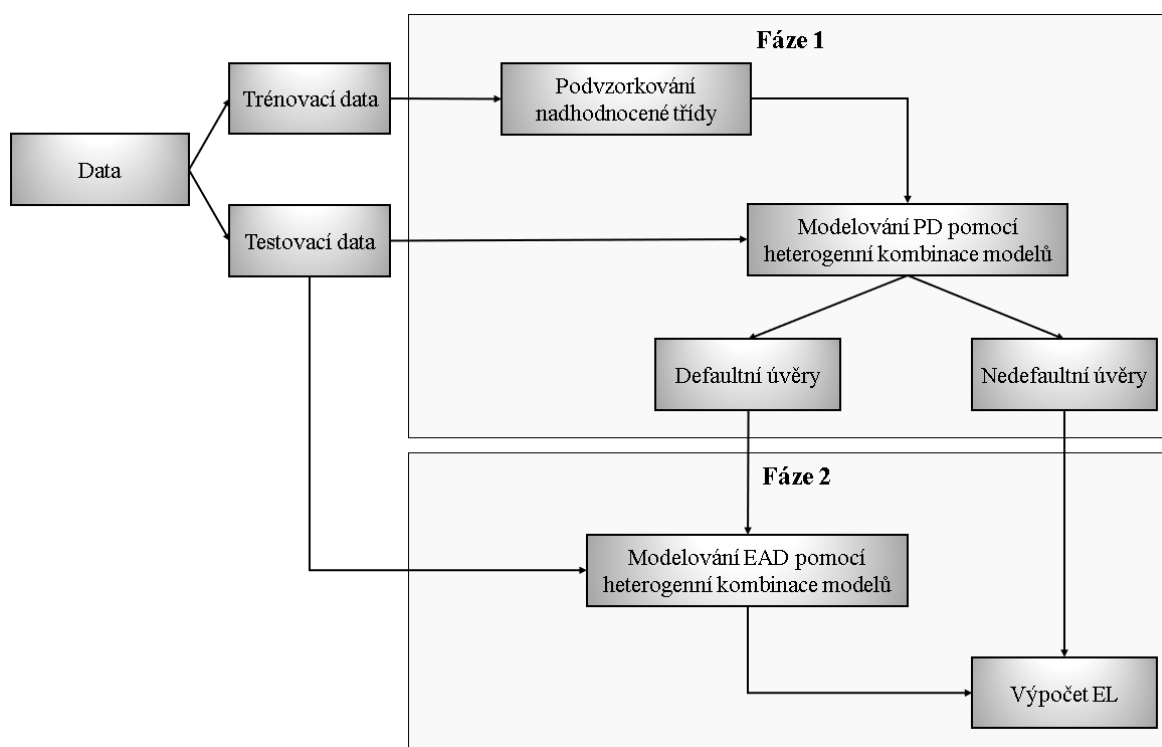 Fáze 1
Trénovací data
Podvzorkování
nadhodnocené třídy
Data
Testovací data
Modelování PD pomocí
heterogenní kombinace modelů
Defaultní úvěry
Nedefaultní úvěry
Fáze 2
Modelování EAD pomocí
heterogenní kombinace modelů
Výpočet EL